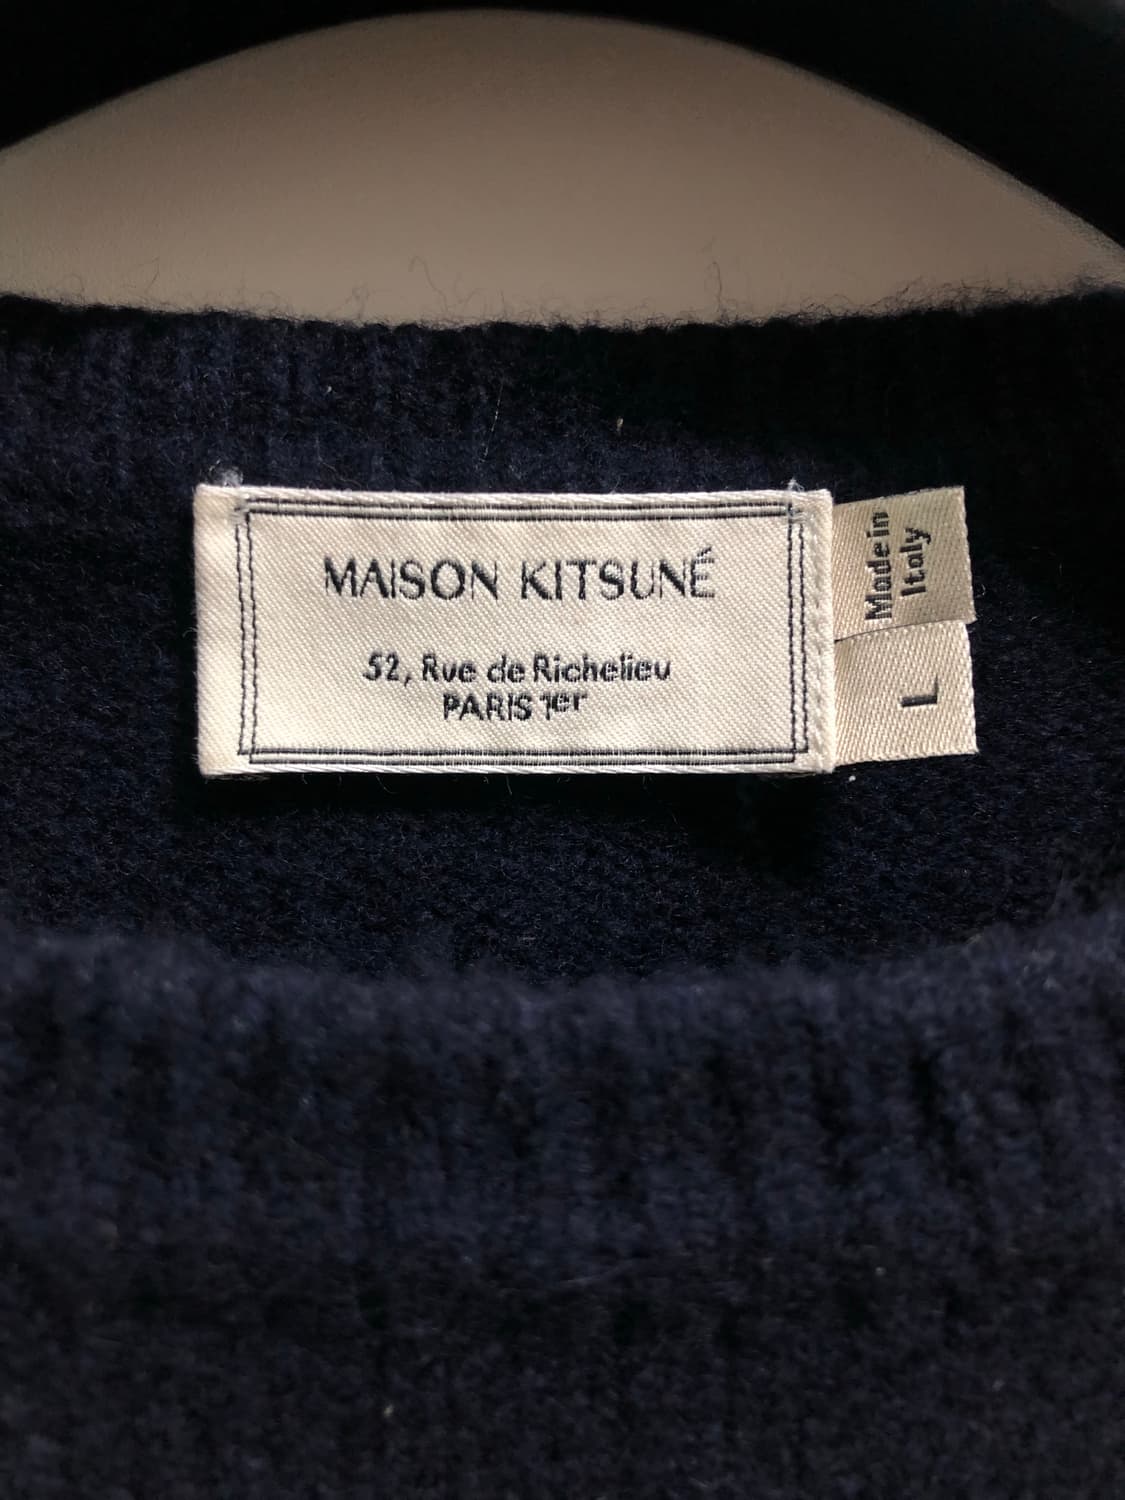 MAISON KITSUNÉ
52, Rue de Richelieu
PARIS 1er
Made in
Italy
L